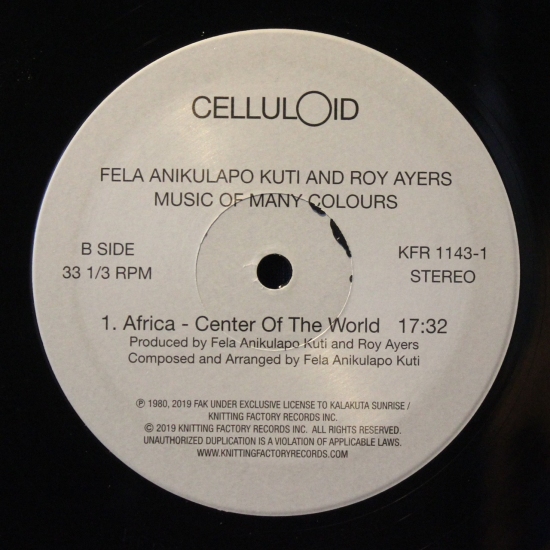 CELLULOID
FELA ANIKULAPO KUTI AND ROY AYERS
MUSIC OF MANY COLOURS
B SIDE
33 1/3 RPM
KFR 1143-1
STEREO
1. Africa - Center Of The World 17:32
Produced by Fela Anikulapo Kuti and Roy Ayers
Composed and Arranged by Fela Anikulapo Kuti
℗ 1980, 2019 FAK UNDER EXCLUSIVE LICENSE TO KALAKUTA SUNRISE /
KNITTING FACTORY RECORDS INC.
© 2019 KNITTING FACTORY RECORDS INC. ALL RIGHTS RESERVED.
UNAUTHORIZED DUPLICATION IS A VIOLATION OF APPLICABLE LAWS.
WWW.KNITTINGFACTORYRECORDS.COM